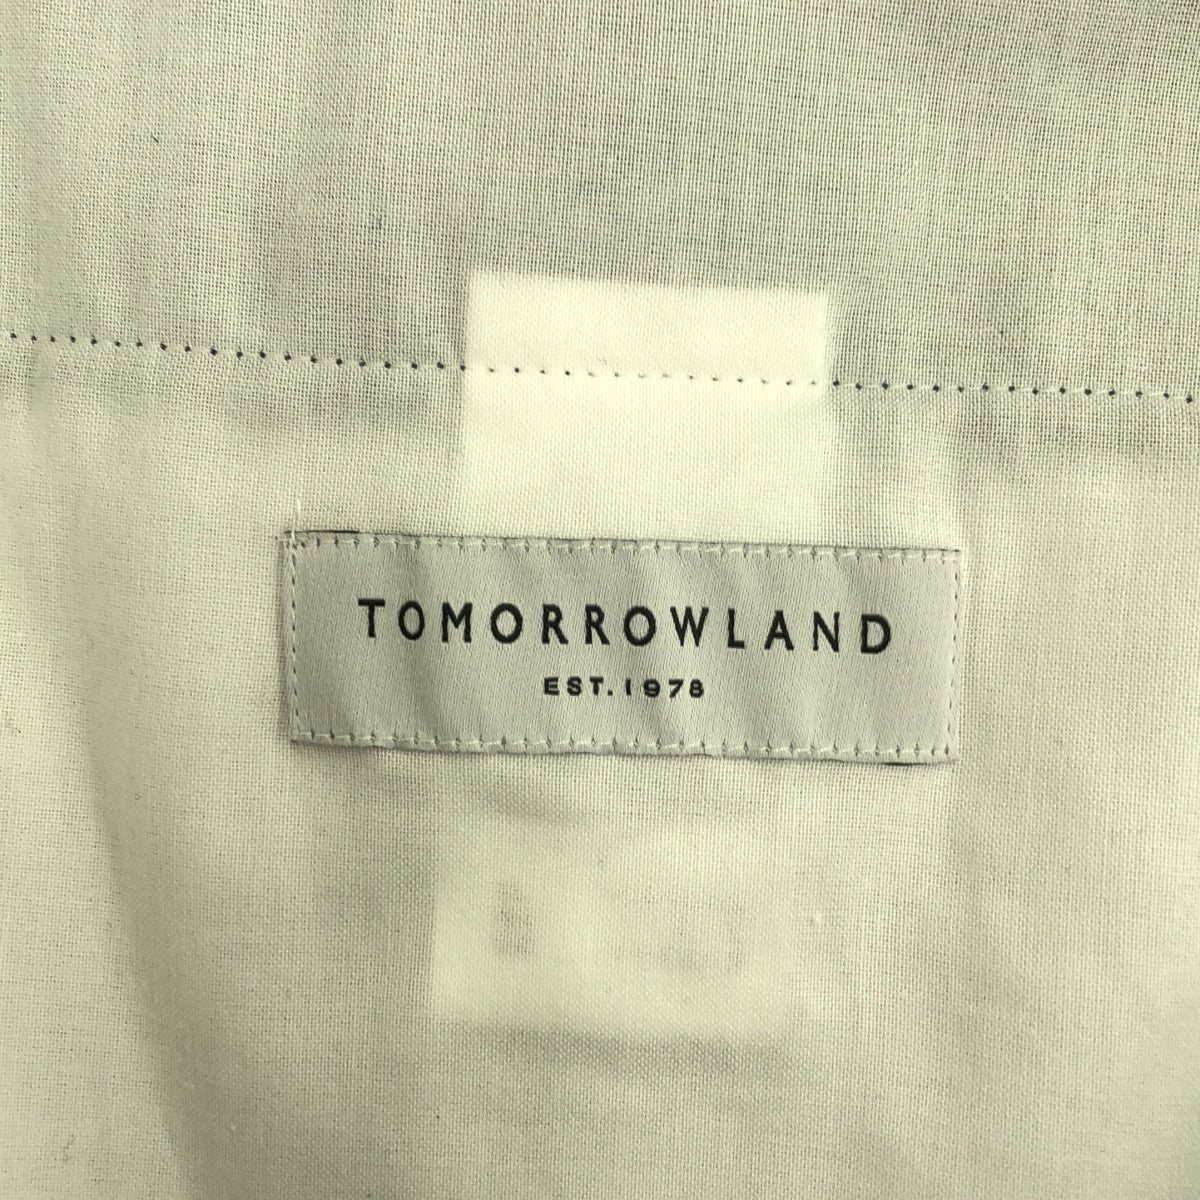 TOMORROWLAND
EST. 1978